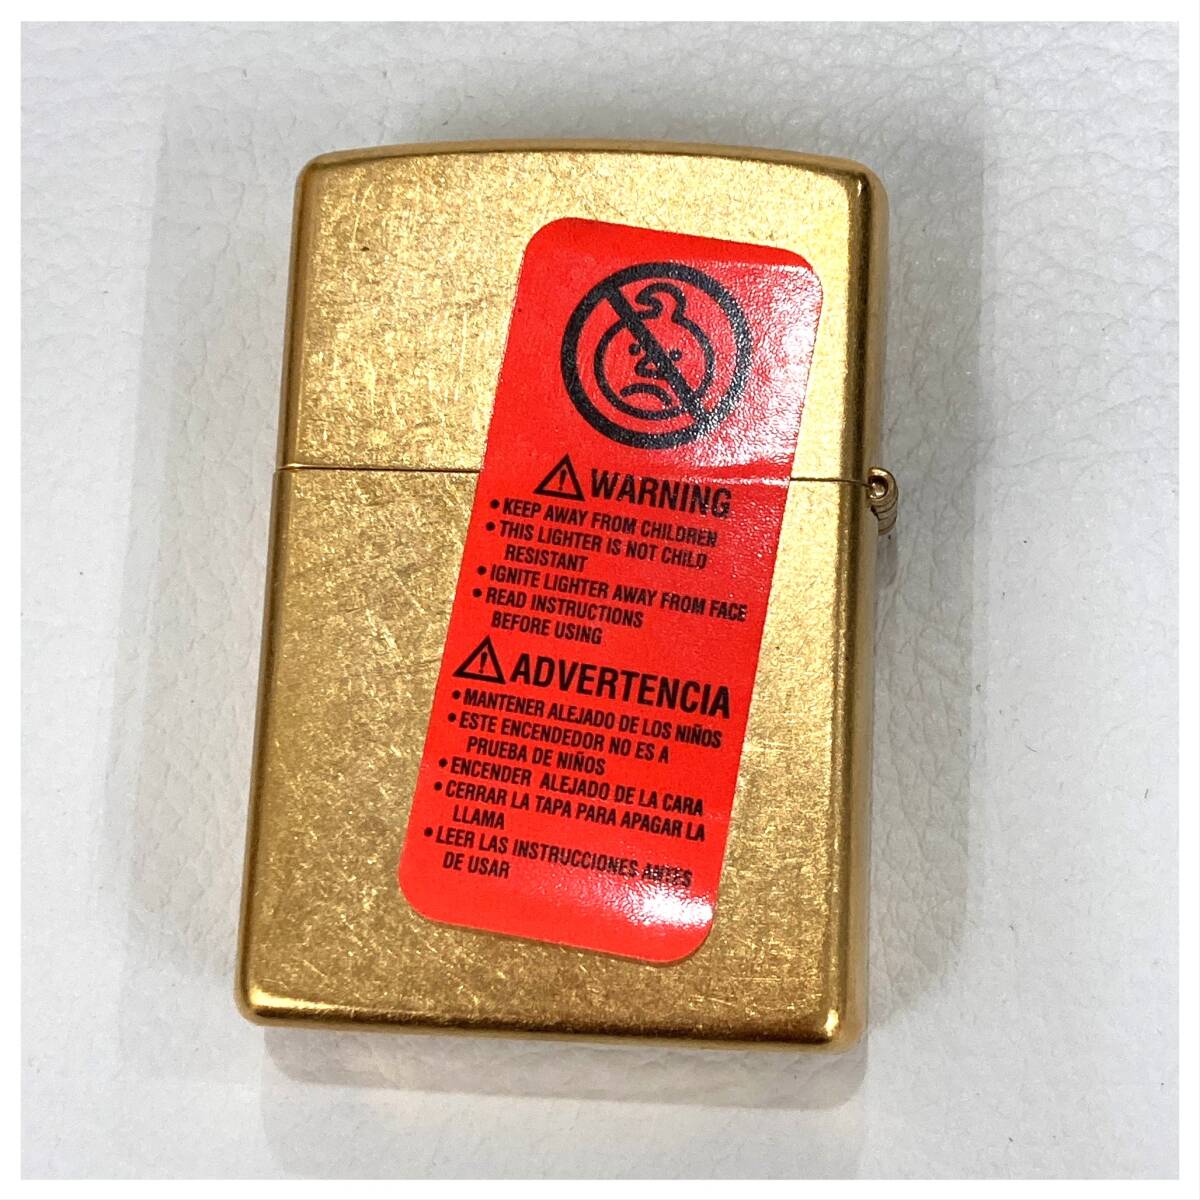 WARNING
• KEEP AWAY FROM CHILDREN
• THIS LIGHTER IS NOT CHILD
RESISTANT
• IGNITE LIGHTER AWAY FROM FACE
• READ INSTRUCTIONS
BEFORE USING
ADVERTENCIA
• MANTENER ALEJADO DE LOS NIÑOS
• ESTE ENCENDEDOR NO ES A
PRUEBA DE NIÑOS
• ENCENDER ALEJADO DE LA CARA
• CERRAR LA TAPA PARA APAGAR LA
LLAMA
• LEER LAS INSTRUCCIONES ANTES
DE USAR